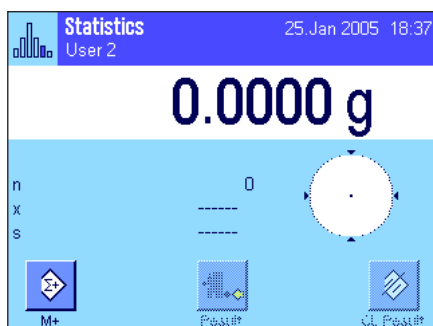 Statistics 25.Jan 2005 18:37
User 2
0.0000 g
n 0
x ------
s ------
Σ+
M+ Result CL Result